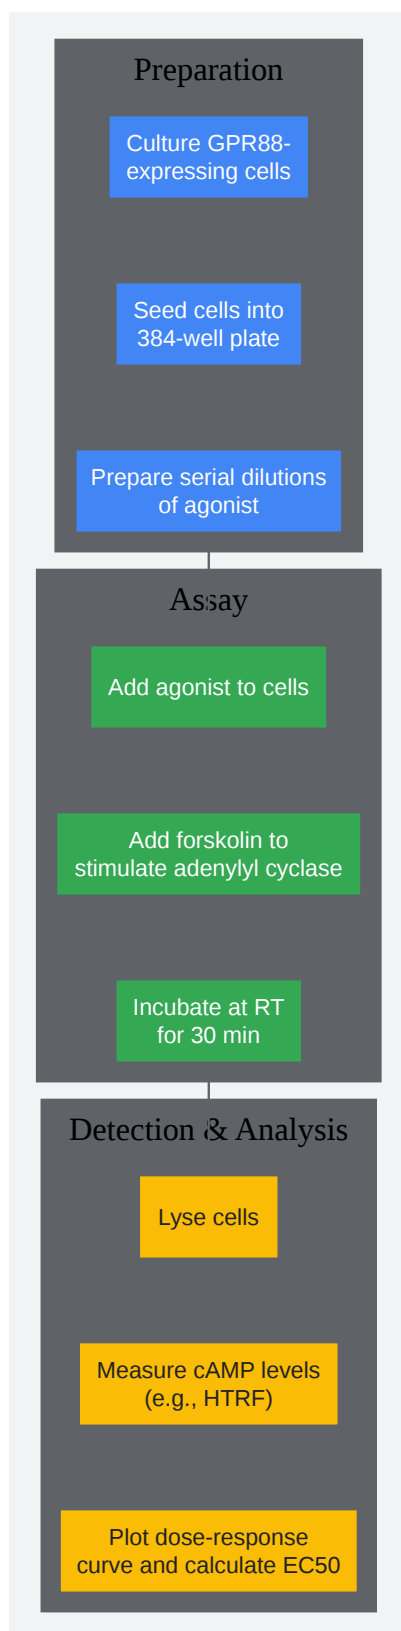 Preparation
Culture GPR88-
expressing cells
Seed cells into
384-well plate
Prepare serial dilutions
of agonist
Assay
Add agonist to cells
Add forskolin to
stimulate adenylyl cyclase
Incubate at RT
for 30 min
Detection & Analysis
Lyse cells
Measure cAMP levels
(e.g., HTRF)
Plot dose-response
curve and calculate EC50